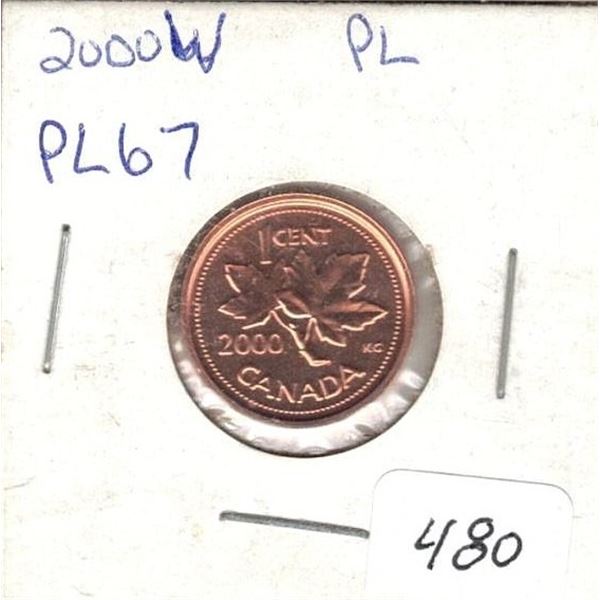 2000W PL
PL67
1 CENT
2000 KG
CANADA
480